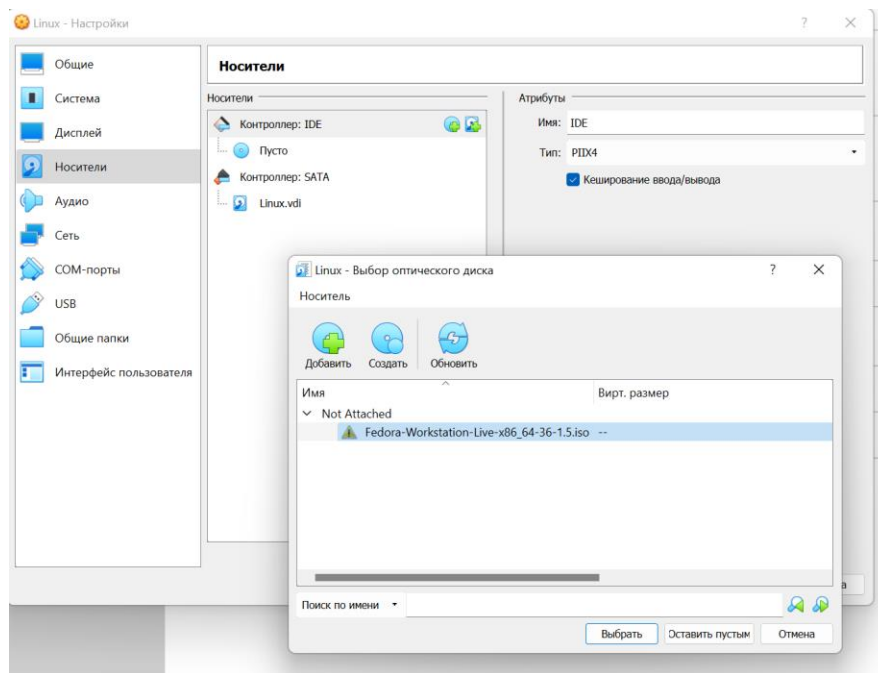 Linux - Настройки
?
Общие
Система
Дисплей
Носители
Аудио
Сеть
COM-порты
USB
Общие папки
Интерфейс пользователя
Носители
Носители
Контроллер: IDE
Пусто
Контроллер: SATA
Linux.vdi
Атрибуты
Имя: IDE
Тип: PIIX4
Кеширование ввода/вывода
Linux - Выбор оптического диска
?
Носитель
Добавить Создать Обновить
Имя Вирт. размер
Not Attached
Fedora-Workstation-Live-x86_64-36-1.5.iso --
Поиск по имени
Выбрать Оставить пустым Отмена